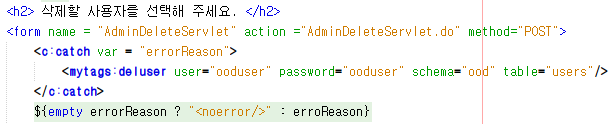 <h2> 삭제할 사용자를 선택해 주세요. </h2>
<form name = "AdminDeleteServlet" action ="AdminDeleteServlet.do" method="POST">
<c:catch var = "errorReason">
<mytags:deluser user="ooduser" password="ooduser" schema="ood" table="users"/>
</c:catch>
${empty errorReason ? "<noerror/>" : erroReason}